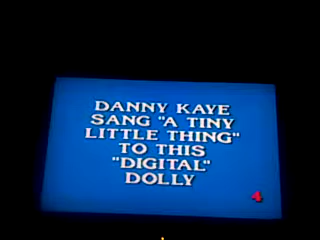 DANNY KAYE
SANG "A TINY
LITTLE THING"
TO THIS
"DIGITAL"
DOLLY
4